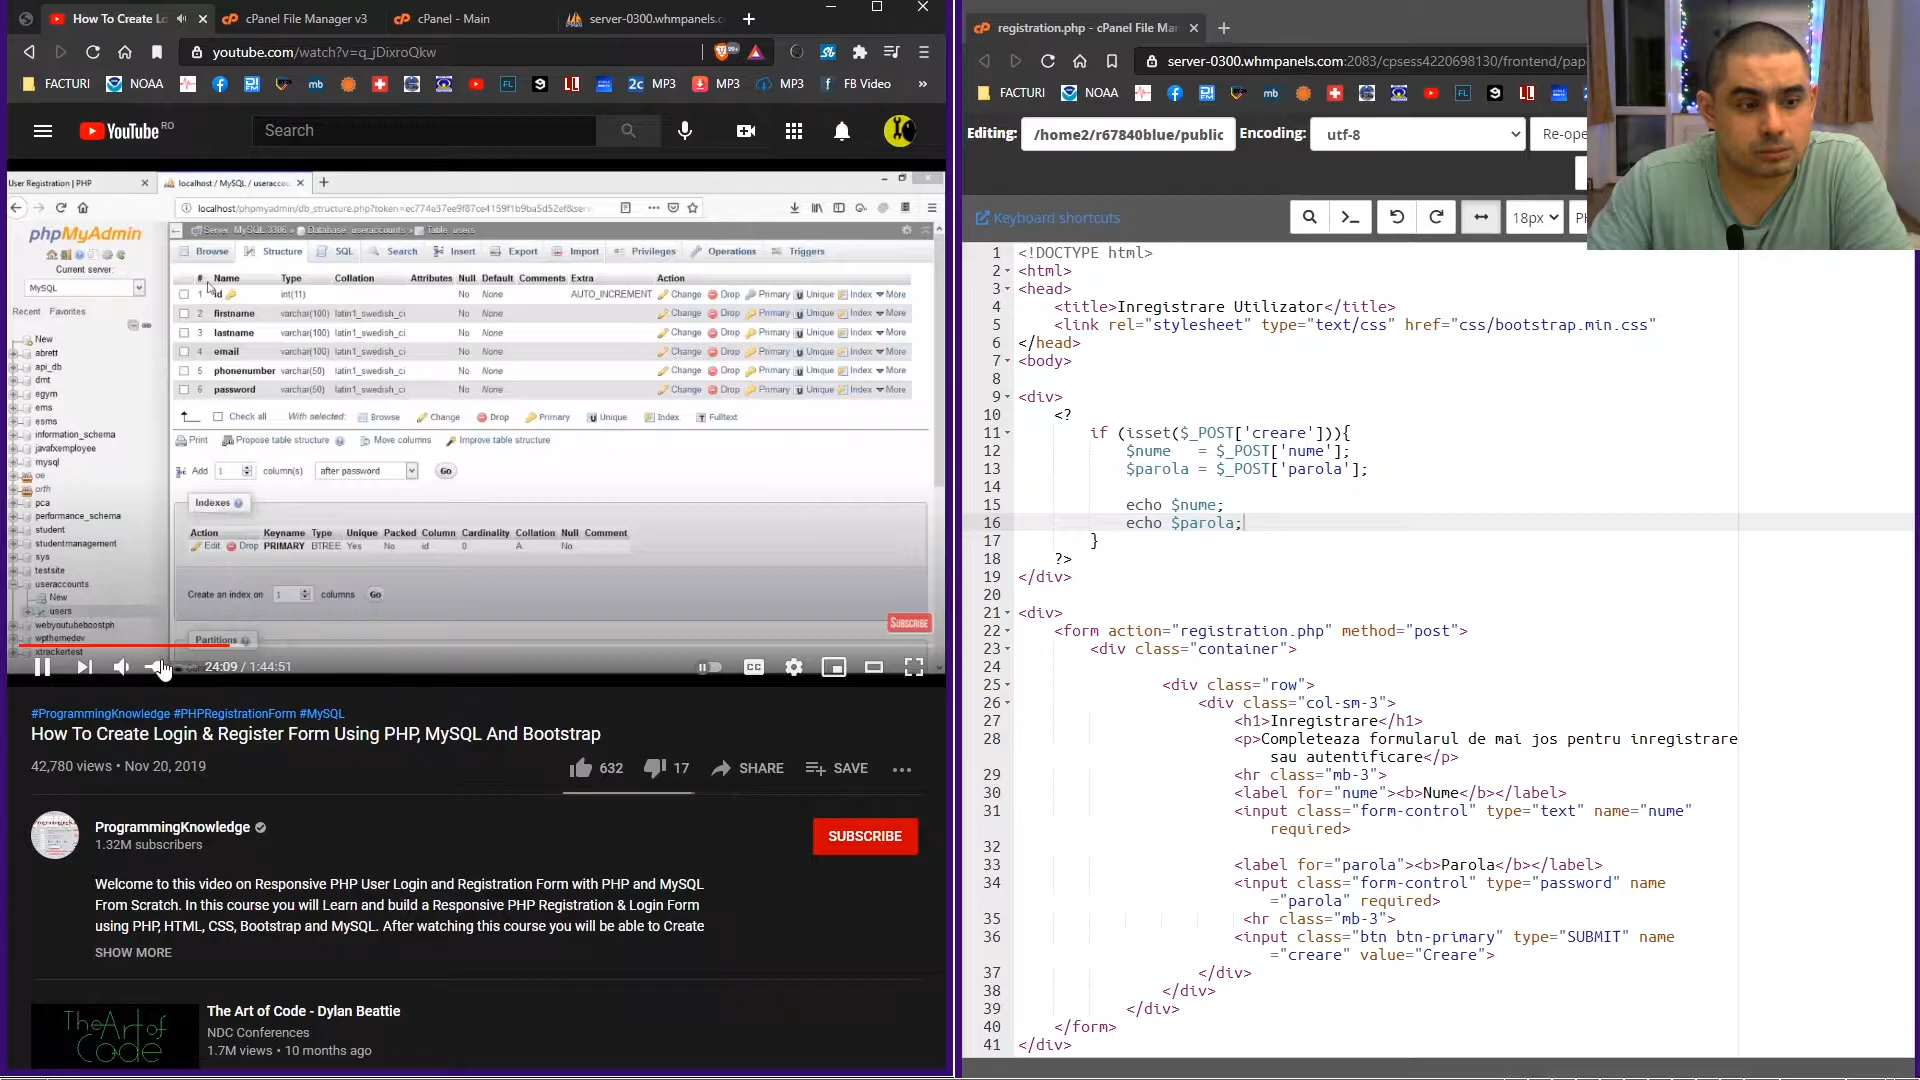 How To Create Lo
cPanel File Manager v3
cPanel - Main
server-0300.whmpanels.c
youtube.com/watch?v=q_jDixroQkw
FACTURI
NOAA
mb
FL
2c MP3
MP3
MP3
FB Video
YouTube RO
Search
User Registration | PHP
localhost / MySQL / useraccou
localhost/phpmyadmin/db_structure.php?token=ec774e37ee9f87ce4159f1b9ba5d52ef&serv
phpMyAdmin
Current server:
MySQL
Recent Favorites
New
abrett
api_db
dmt
egym
ems
esms
information_schema
javafxemployee
mysql
oe
orth
pca
performance_schema
student
studentmanagement
sys
testsite
useraccounts
New
users
webyoutubeboostph
wpthemedev
xtrackertest
Server: MySQL:3306 » Database: useraccounts » Table: users
Browse Structure SQL Search Insert Export Import Privileges Operations Triggers
# Name Type Collation Attributes Null Default Comments Extra Action
1 id int(11) No None AUTO_INCREMENT Change Drop Primary Unique Index More
2 firstname varchar(100) latin1_swedish_ci No None Change Drop Primary Unique Index More
3 lastname varchar(100) latin1_swedish_ci No None Change Drop Primary Unique Index More
4 email varchar(100) latin1_swedish_ci No None Change Drop Primary Unique Index More
5 phonenumber varchar(50) latin1_swedish_ci No None Change Drop Primary Unique Index More
6 password varchar(50) latin1_swedish_ci No None Change Drop Primary Unique Index More
Check all With selected: Browse Change Drop Primary Unique Index Fulltext
Print Propose table structure Move columns Improve table structure
Add 1 column(s) after password Go
Indexes
Action Keyname Type Unique Packed Column Cardinality Collation Null Comment
Edit Drop PRIMARY BTREE Yes No id 0 A No
Create an index on 1 columns Go
Partitions
SUBSCRIBE
24:09 / 1:44:51
CC
#ProgrammingKnowledge #PHPRegistrationForm #MySQL
How To Create Login & Register Form Using PHP, MySQL And Bootstrap
42,780 views • Nov 20, 2019
632
17
SHARE
SAVE
ProgrammingKnowledge
1.32M subscribers
SUBSCRIBE
Welcome to this video on Responsive PHP User Login and Registration Form with PHP and MySQL
From Scratch. In this course you will Learn and build a Responsive PHP Registration & Login Form
using PHP, HTML, CSS, Bootstrap and MySQL. After watching this course you will be able to Create
SHOW MORE
The Art of Code
The Art of Code - Dylan Beattie
NDC Conferences
1.7M views • 10 months ago
registration.php - cPanel File Mar
server-0300.whmpanels.com:2083/cpsess4220698130/frontend/pap
FACTURI
NOAA
mb
FL
Editing: /home2/r67840blue/public Encoding: utf-8 Re-ope
Keyboard shortcuts
18px
PH
1 <!DOCTYPE html>
2 <html>
3 <head>
4 <title>Inregistrare Utilizator</title>
5 <link rel="stylesheet" type="text/css" href="css/bootstrap.min.css"
6 </head>
7 <body>
8
9 <div>
10 <?
11 if (isset($_POST['creare'])){
12 $nume = $_POST['nume'];
13 $parola = $_POST['parola'];
14
15 echo $nume;
16 echo $parola;
17 }
18 ?>
19 </div>
20
21 <div>
22 <form action="registration.php" method="post">
23 <div class="container">
24
25 <div class="row">
26 <div class="col-sm-3">
27 <h1>Inregistrare</h1>
28 <p>Completeaza formularul de mai jos pentru inregistrare
sau autentificare</p>
29 <hr class="mb-3">
30 <label for="nume"><b>Nume</b></label>
31 <input class="form-control" type="text" name="nume"
required>
32
33 <label for="parola"><b>Parola</b></label>
34 <input class="form-control" type="password" name
="parola" required>
35 <hr class="mb-3">
36 <input class="btn btn-primary" type="SUBMIT" name
="creare" value="Creare">
37 </div>
38 </div>
39 </div>
40 </form>
41 </div>